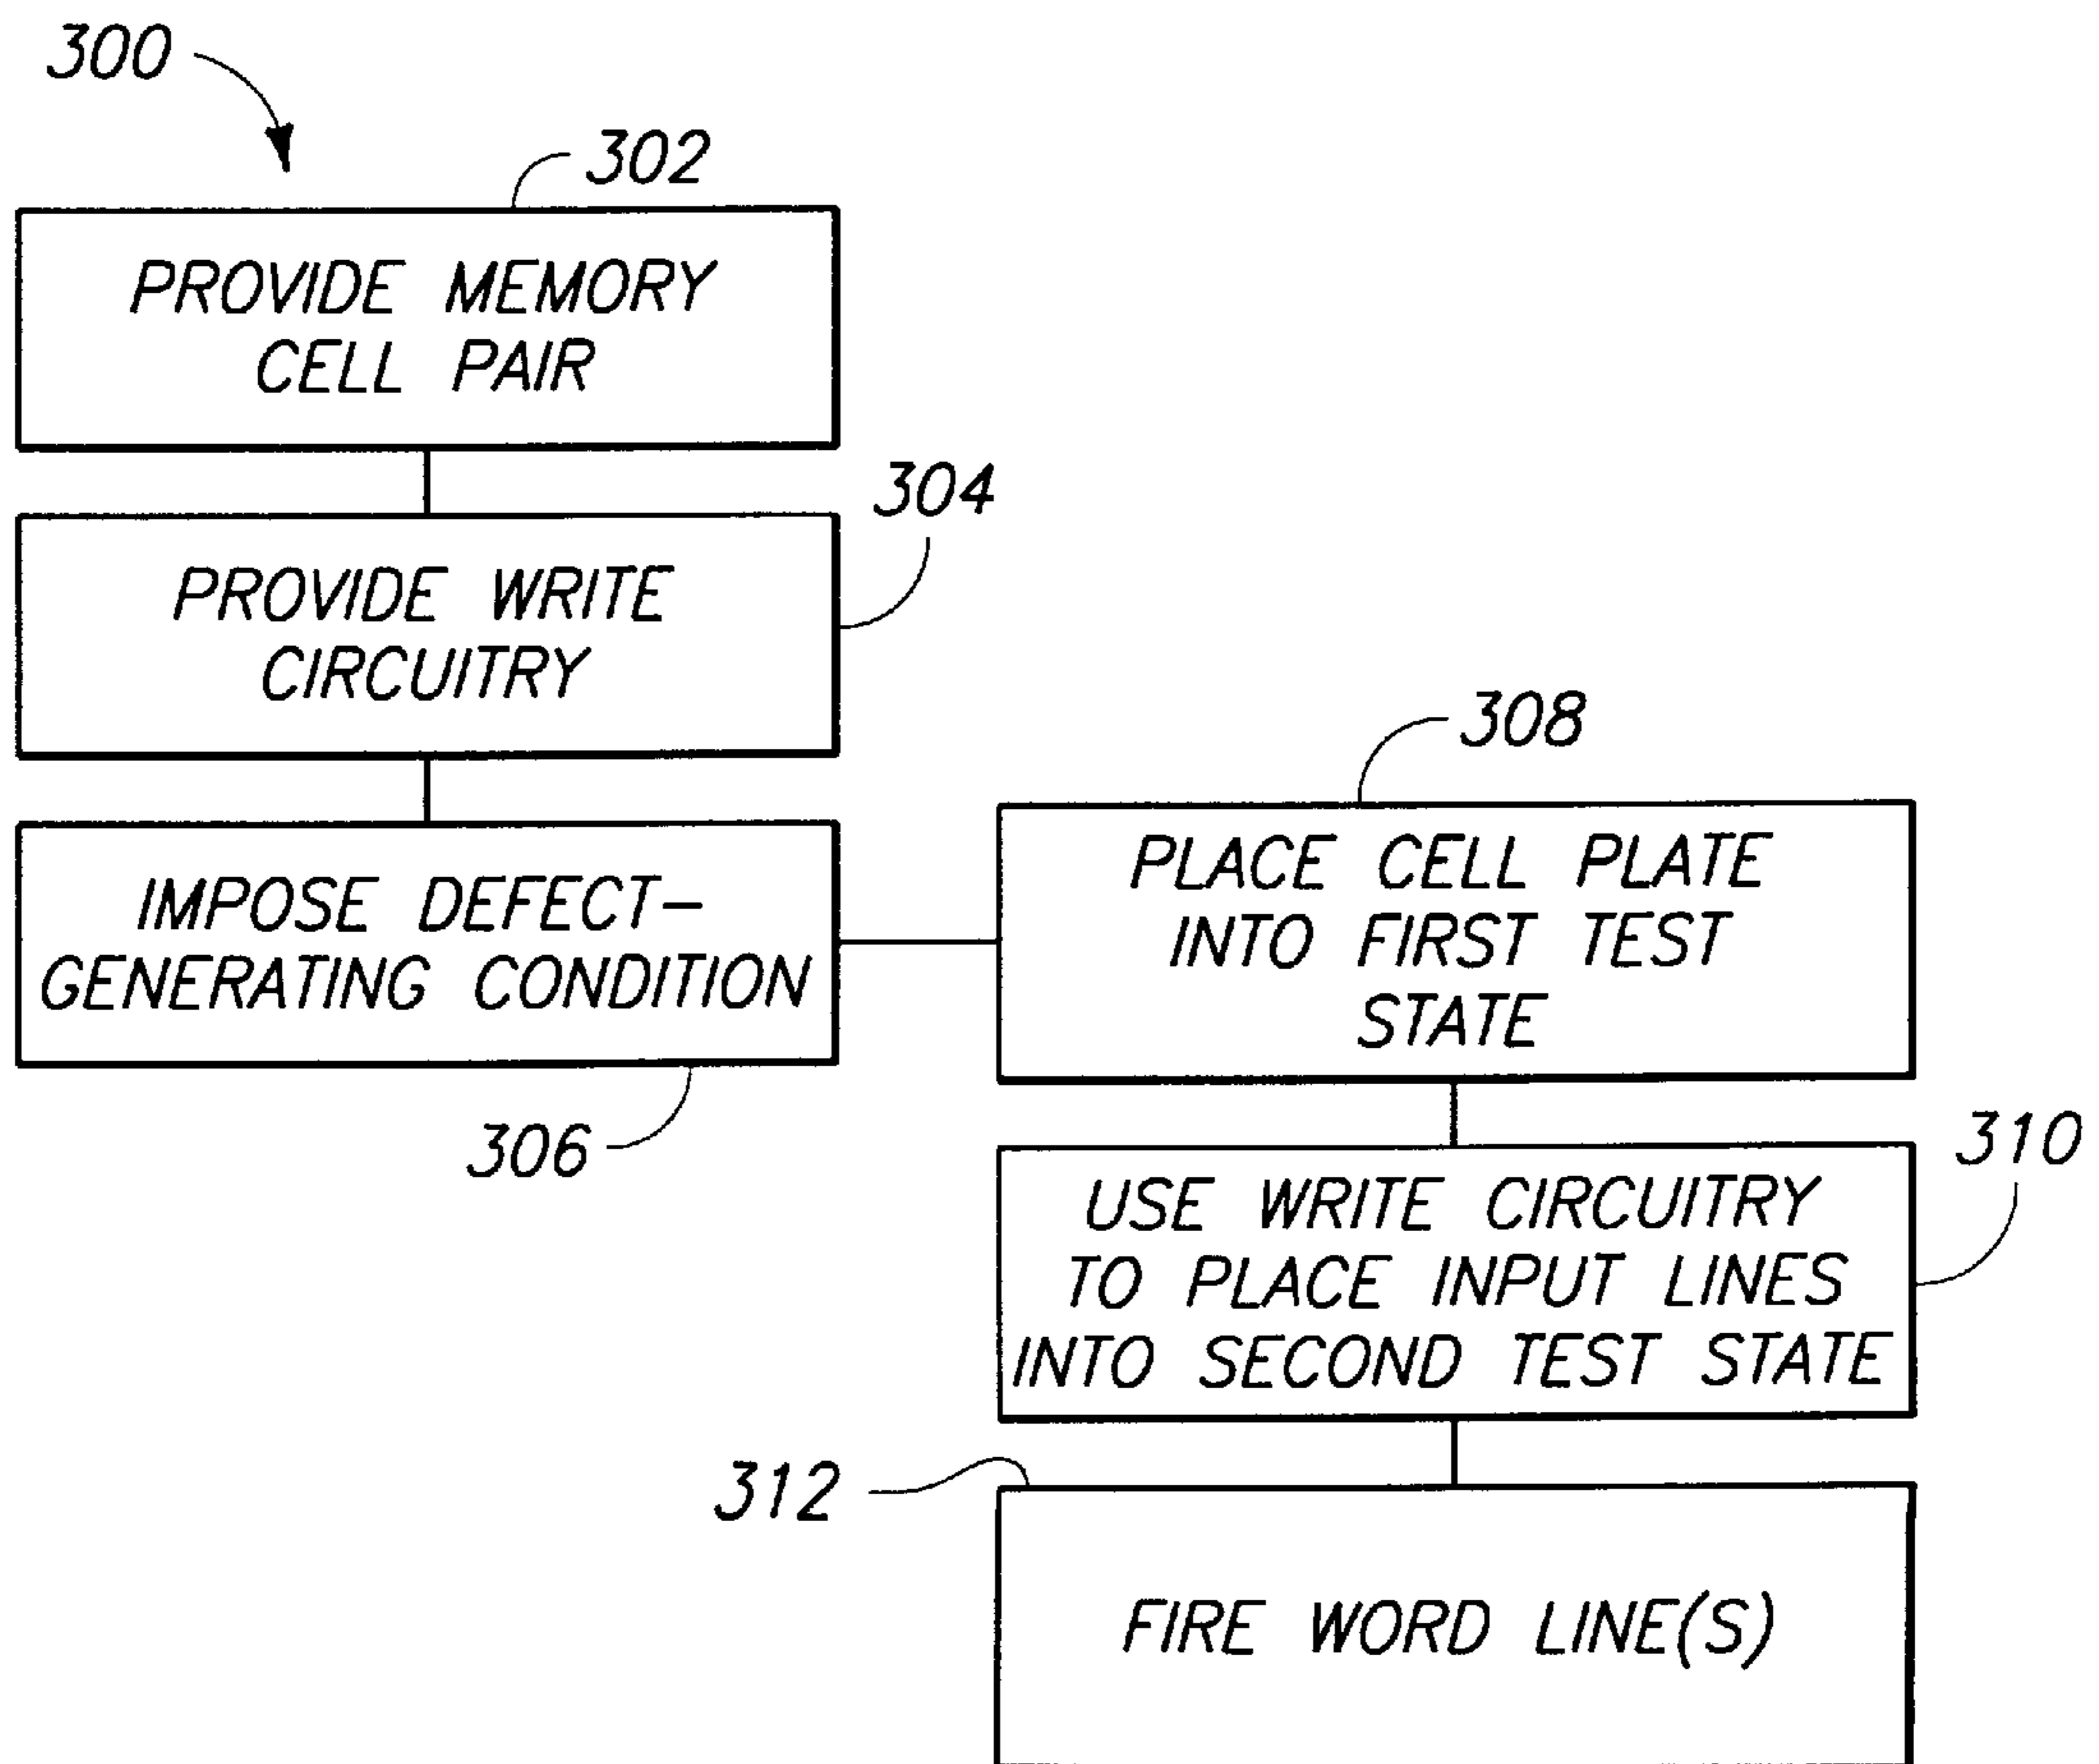 300
302
PROVIDE MEMORY
CELL PAIR
304
PROVIDE WRITE
CIRCUITRY
306
IMPOSE DEFECT-
GENERATING CONDITION
308
PLACE CELL PLATE
INTO FIRST TEST
STATE
310
USE WRITE CIRCUITRY
TO PLACE INPUT LINES
INTO SECOND TEST STATE
312
FIRE WORD LINE(S)